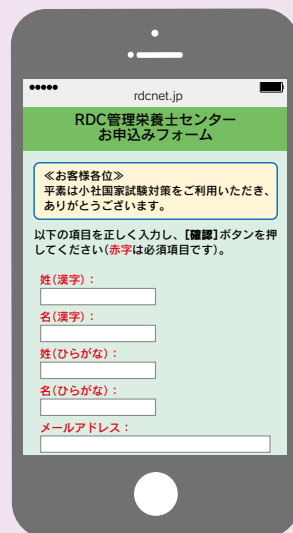 rdcnet.jp
RDC管理栄養士センター
お申込みフォーム
≪お客様各位≫
平素は小社国家試験対策をご利用いただき、
ありがとうございます。
以下の項目を正しく入力し、【確認】ボタンを押
してください(赤字は必須項目です)。
姓(漢字)：
名(漢字)：
姓(ひらがな)：
名(ひらがな)：
メールアドレス：